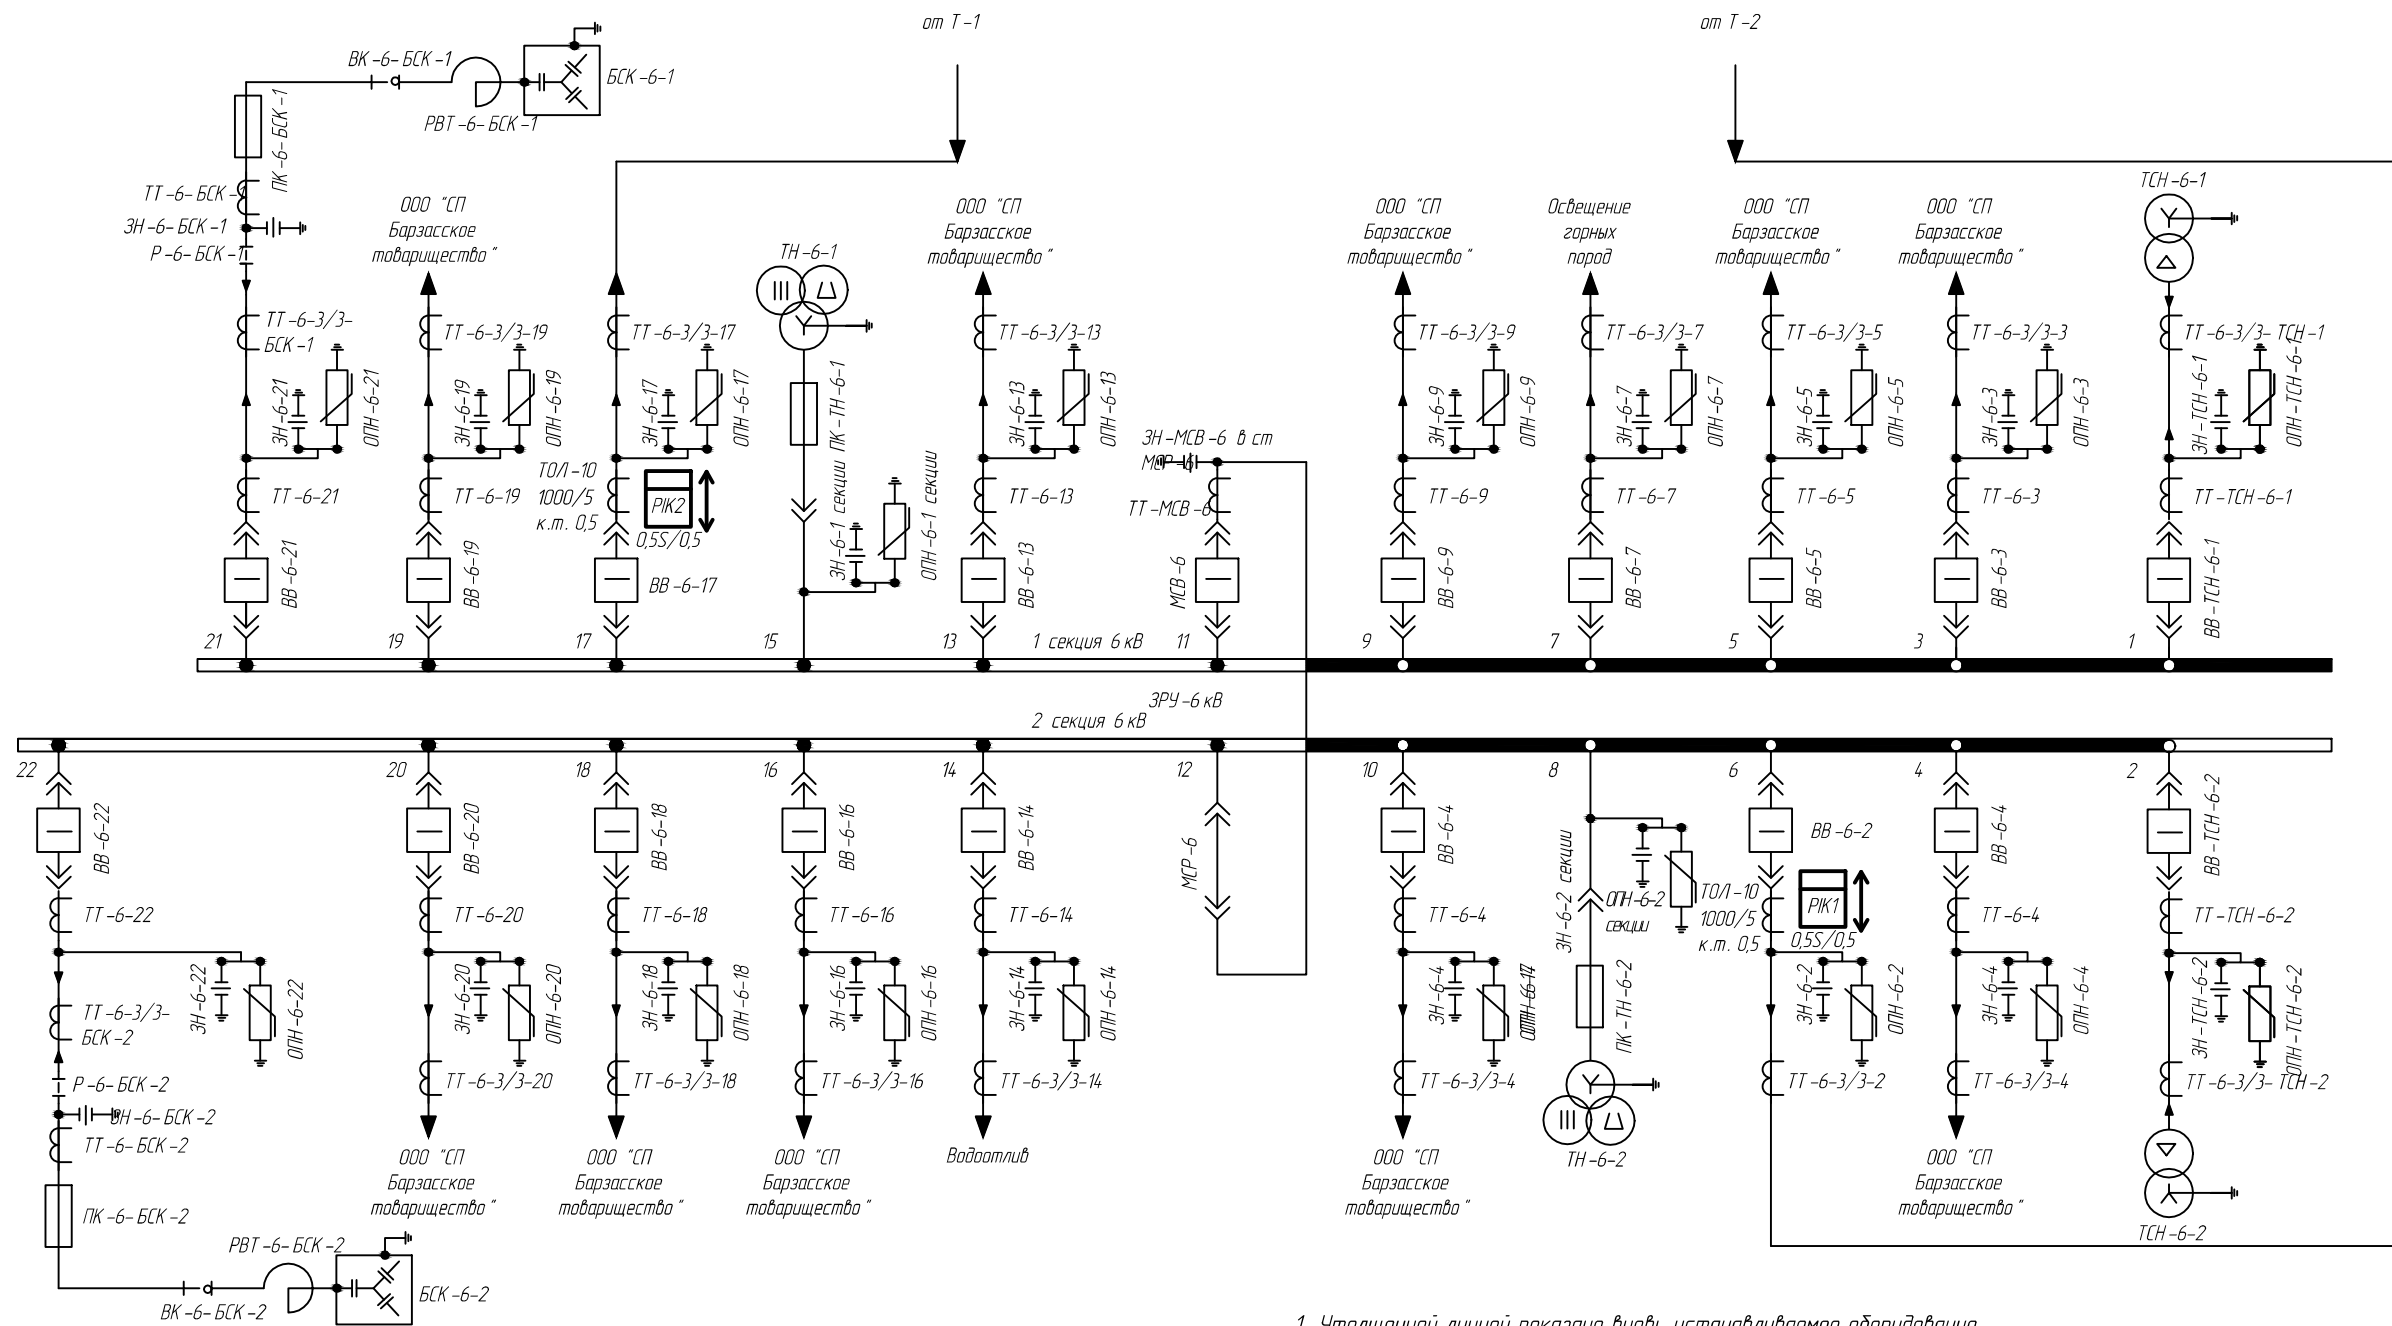 от Т-1
от Т-2
ВК-6-БСК-1
БСК-6-1
РВТ-6-БСК-1
ПК-6-БСК-1
ТТ-6-БСК-1
ЗН-6-БСК-1
Р-6-БСК-1
ООО "СП
Барзасское
товарищество"
ТН-6-1
ООО "СП
Барзасское
товарищество"
ООО "СП
Барзасское
товарищество"
Освещение
горных
пород
ООО "СП
Барзасское
товарищество"
ООО "СП
Барзасское
товарищество"
ТСН-6-1
ТТ-6-3/3-
БСК-1
ТТ-6-3/3-19
ТТ-6-3/3-17
ТТ-6-3/3-13
ТТ-6-3/3-9
ТТ-6-3/3-7
ТТ-6-3/3-5
ТТ-6-3/3-3
ТТ-6-3/3-ТСН-1
ЗН-6-21
ОПН-6-21
ЗН-6-19
ОПН-6-19
ЗН-6-17
ОПН-6-17
ПК-ТН-6-1
ЗН-6-1 секции
ОПН-6-1 секции
ЗН-6-13
ОПН-6-13
ЗН-МСВ-6 в ст
МСР-6
ТТ-МСВ-6
ЗН-6-9
ОПН-6-9
ЗН-6-7
ОПН-6-7
ЗН-6-5
ОПН-6-5
ЗН-6-3
ОПН-6-3
ЗН-ТСН-6-1
ОПН-ТСН-6-1
ТТ-6-21
ТТ-6-19
ТОЛ-10
1000/5
к.т. 0,5
PIK2
0,5S/0,5
ТТ-6-13
ТТ-6-9
ТТ-6-7
ТТ-6-5
ТТ-6-3
ТТ-ТСН-6-1
ВВ-6-21
ВВ-6-19
ВВ-6-17
ВВ-6-13
МСВ-6
ВВ-6-9
ВВ-6-7
ВВ-6-5
ВВ-6-3
ВВ-ТСН-6-1
21 19 17 15 13 1 секция 6 кВ 11 9 7 5 3 1
ЗРУ-6 кВ
2 секция 6 кВ
22 20 18 16 14 12 10 8 6 4 2
ВВ-6-22
ВВ-6-20
ВВ-6-18
ВВ-6-16
ВВ-6-14
МСР-6
ВВ-6-4
ЗН-6-2 секции
ОПН-6-2
секции
ВВ-6-2
ВВ-6-4
ВВ-ТСН-6-2
ТОЛ-10
1000/5
к.т. 0,5
PIK1
0,5S/0,5
ТТ-6-22
ТТ-6-20
ТТ-6-18
ТТ-6-16
ТТ-6-14
ТТ-6-4
ТТ-6-4
ТТ-ТСН-6-2
ЗН-6-22
ОПН-6-22
ЗН-6-20
ОПН-6-20
ЗН-6-18
ОПН-6-18
ЗН-6-16
ОПН-6-16
ЗН-6-14
ОПН-6-14
ЗН-6-4
ПК-ТН-6-2
ЗН-6-2
ОПН-6-2
ЗН-6-4
ОПН-6-4
ЗН-ТСН-6-2
ОПН-ТСН-6-2
ТТ-6-3/3-
БСК-2
Р-6-БСК-2
ЗН-6-БСК-2
ТТ-6-БСК-2
ТТ-6-3/3-20
ТТ-6-3/3-18
ТТ-6-3/3-16
ТТ-6-3/3-14
ТТ-6-3/3-4
ТТ-6-3/3-2
ТТ-6-3/3-4
ТТ-6-3/3-ТСН-2
ООО "СП
Барзасское
товарищество"
ООО "СП
Барзасское
товарищество"
ООО "СП
Барзасское
товарищество"
Водоотлив
ООО "СП
Барзасское
товарищество"
ТН-6-2
ООО "СП
Барзасское
товарищество"
ТСН-6-2
ПК-6-БСК-2
РВТ-6-БСК-2
БСК-6-2
ВК-6-БСК-2
1. Утолщенной линией показано вновь устанавливаемое оборудование